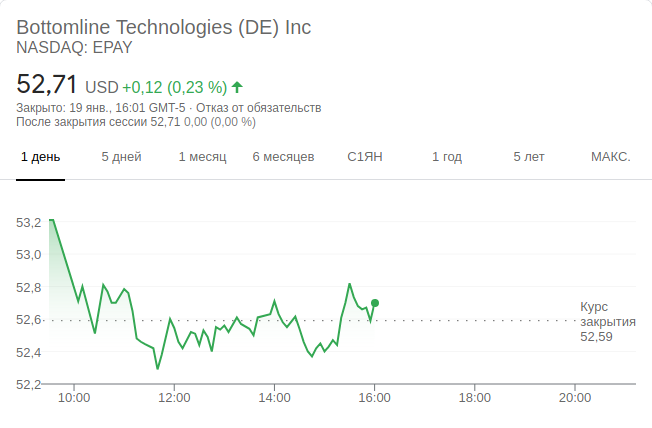 Bottomline Technologies (DE) Inc
NASDAQ: EPAY
52,71 USD +0,12 (0,23 %)
Закрыто: 19 янв., 16:01 GMT-5 · Отказ от обязательств
После закрытия сессии 52,71 0,00 (0,00 %)
1 день 5 дней 1 месяц 6 месяцев С1ЯН 1 год 5 лет МАКС.
53,2
53,0
52,8
52,6
52,4
52,2
Курс
закрытия
52,59
10:00 12:00 14:00 16:00 18:00 20:00